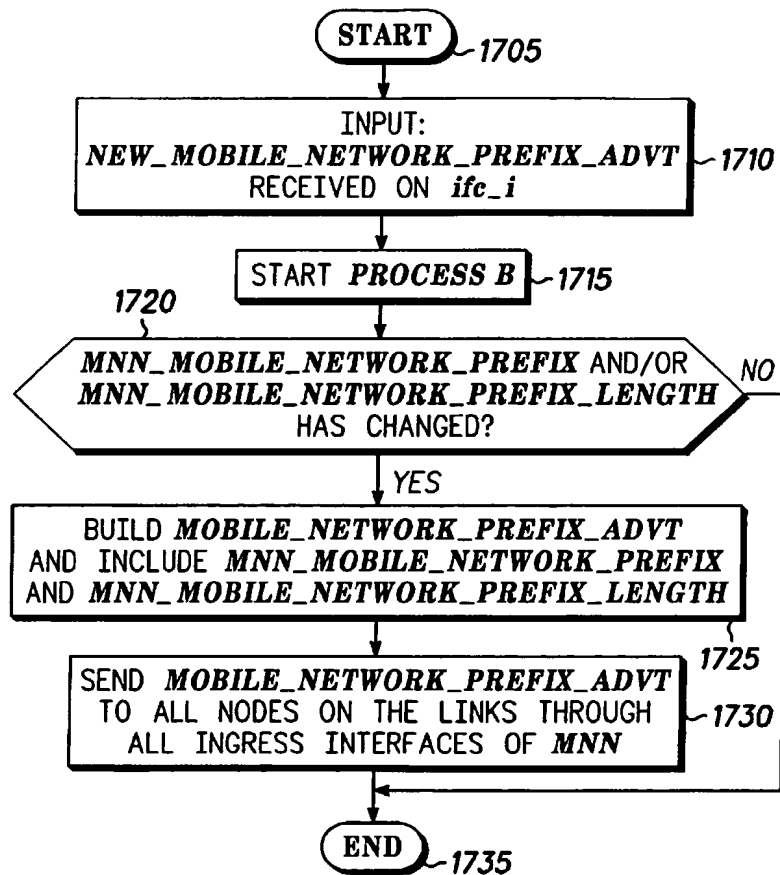 START
1705
INPUT:
NEW_MOBILE_NETWORK_PREFIX_ADVT
RECEIVED ON ifc_i
1710
START PROCESS B
1715
1720
MNN_MOBILE_NETWORK_PREFIX AND/OR
MNN_MOBILE_NETWORK_PREFIX_LENGTH
HAS CHANGED?
NO
YES
BUILD MOBILE_NETWORK_PREFIX_ADVT
AND INCLUDE MNN_MOBILE_NETWORK_PREFIX
AND MNN_MOBILE_NETWORK_PREFIX_LENGTH
1725
SEND MOBILE_NETWORK_PREFIX_ADVT
TO ALL NODES ON THE LINKS THROUGH
ALL INGRESS INTERFACES OF MNN
1730
END
1735